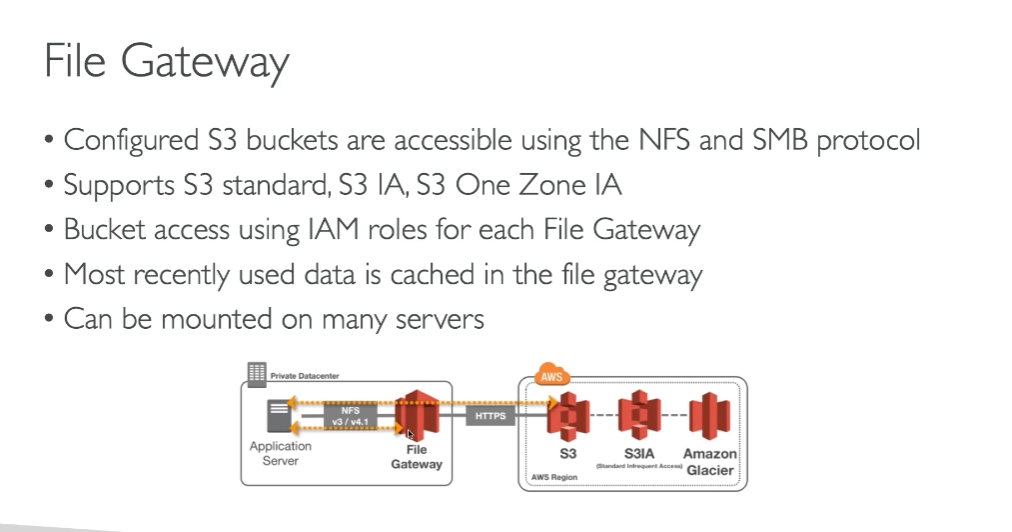 File Gateway
• Configured S3 buckets are accessible using the NFS and SMB protocol
• Supports S3 standard, S3 IA, S3 One Zone IA
• Bucket access using IAM roles for each File Gateway
• Most recently used data is cached in the file gateway
• Can be mounted on many servers
Private Datacenter
AWS
NFS
v3 / v4.1
HTTPS
Application
Server
File
Gateway
S3
S3IA
(Standard Infrequent Access)
Amazon
Glacier
AWS Region